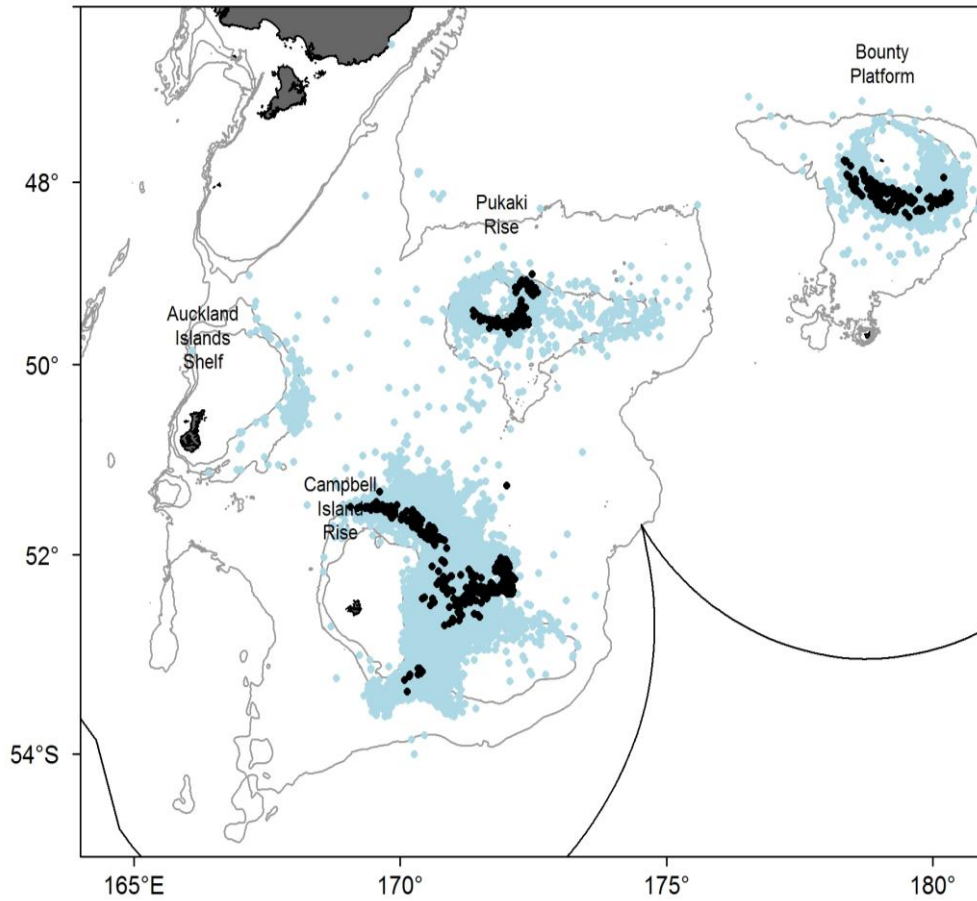 Bounty
Platform
48°
Pukaki
Rise
Auckland
Islands
Shelf
50°
Campbell
Island
Rise
52°
54°S
165°E
170°
175°
180°